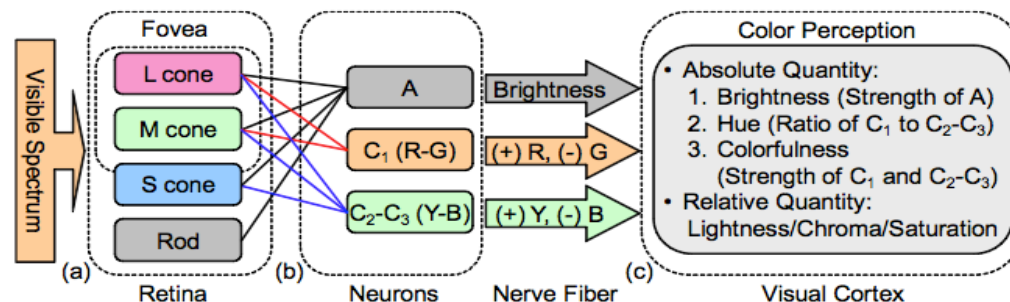 Visible Spectrum
(a)
Fovea
L cone
M cone
S cone
Rod
Retina
(b)
A
C₁ (R-G)
C₂-C₃ (Y-B)
Neurons
Brightness
(+) R, (-) G
(+) Y, (-) B
Nerve Fiber
(c)
Color Perception
• Absolute Quantity:
1. Brightness (Strength of A)
2. Hue (Ratio of C₁ to C₂-C₃)
3. Colorfulness
(Strength of C₁ and C₂-C₃)
• Relative Quantity:
Lightness/Chroma/Saturation
Visual Cortex